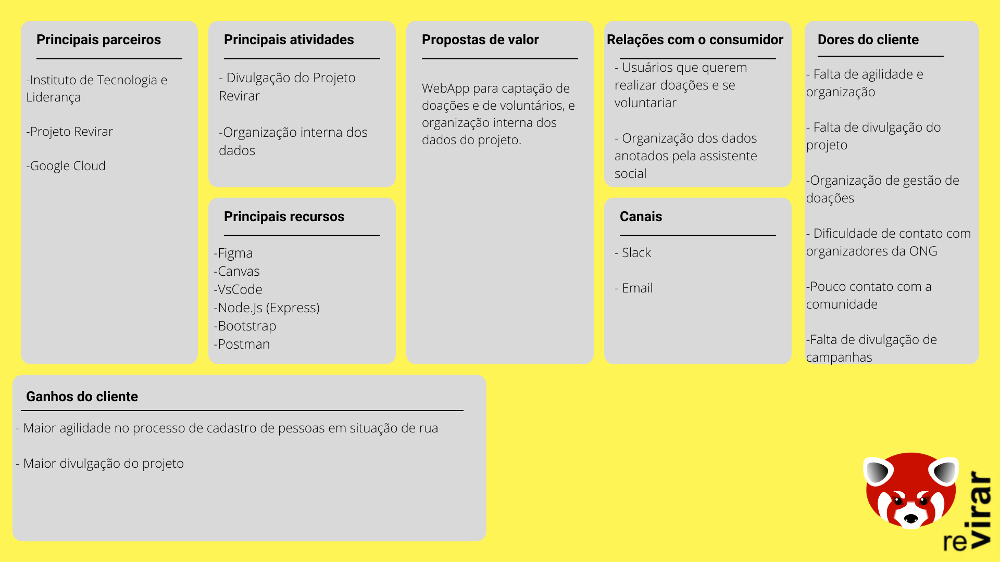 Principais parceiros
-Instituto de Tecnologia e
Liderança
-Projeto Revirar
-Google Cloud
Principais atividades
- Divulgação do Projeto
Revirar
-Organização interna dos
dados
Principais recursos
-Figma
-Canvas
-VsCode
-Node.Js (Express)
-Bootstrap
-Postman
Propostas de valor
WebApp para captação de
doações e de voluntários, e
organização interna dos
dados do projeto.
Relações com o consumidor
- Usuários que querem
realizar doações e se
voluntariar
- Organização dos dados
anotados pela assistente
social
Canais
- Slack
- Email
Dores do cliente
- Falta de agilidade e
organização
- Falta de divulgação do
projeto
-Organização de gestão de
doações
- Dificuldade de contato com
organizadores da ONG
-Pouco contato com a
comunidade
-Falta de divulgação de
campanhas
Ganhos do cliente
- Maior agilidade no processo de cadastro de pessoas em situação de rua
- Maior divulgação do projeto
revirar